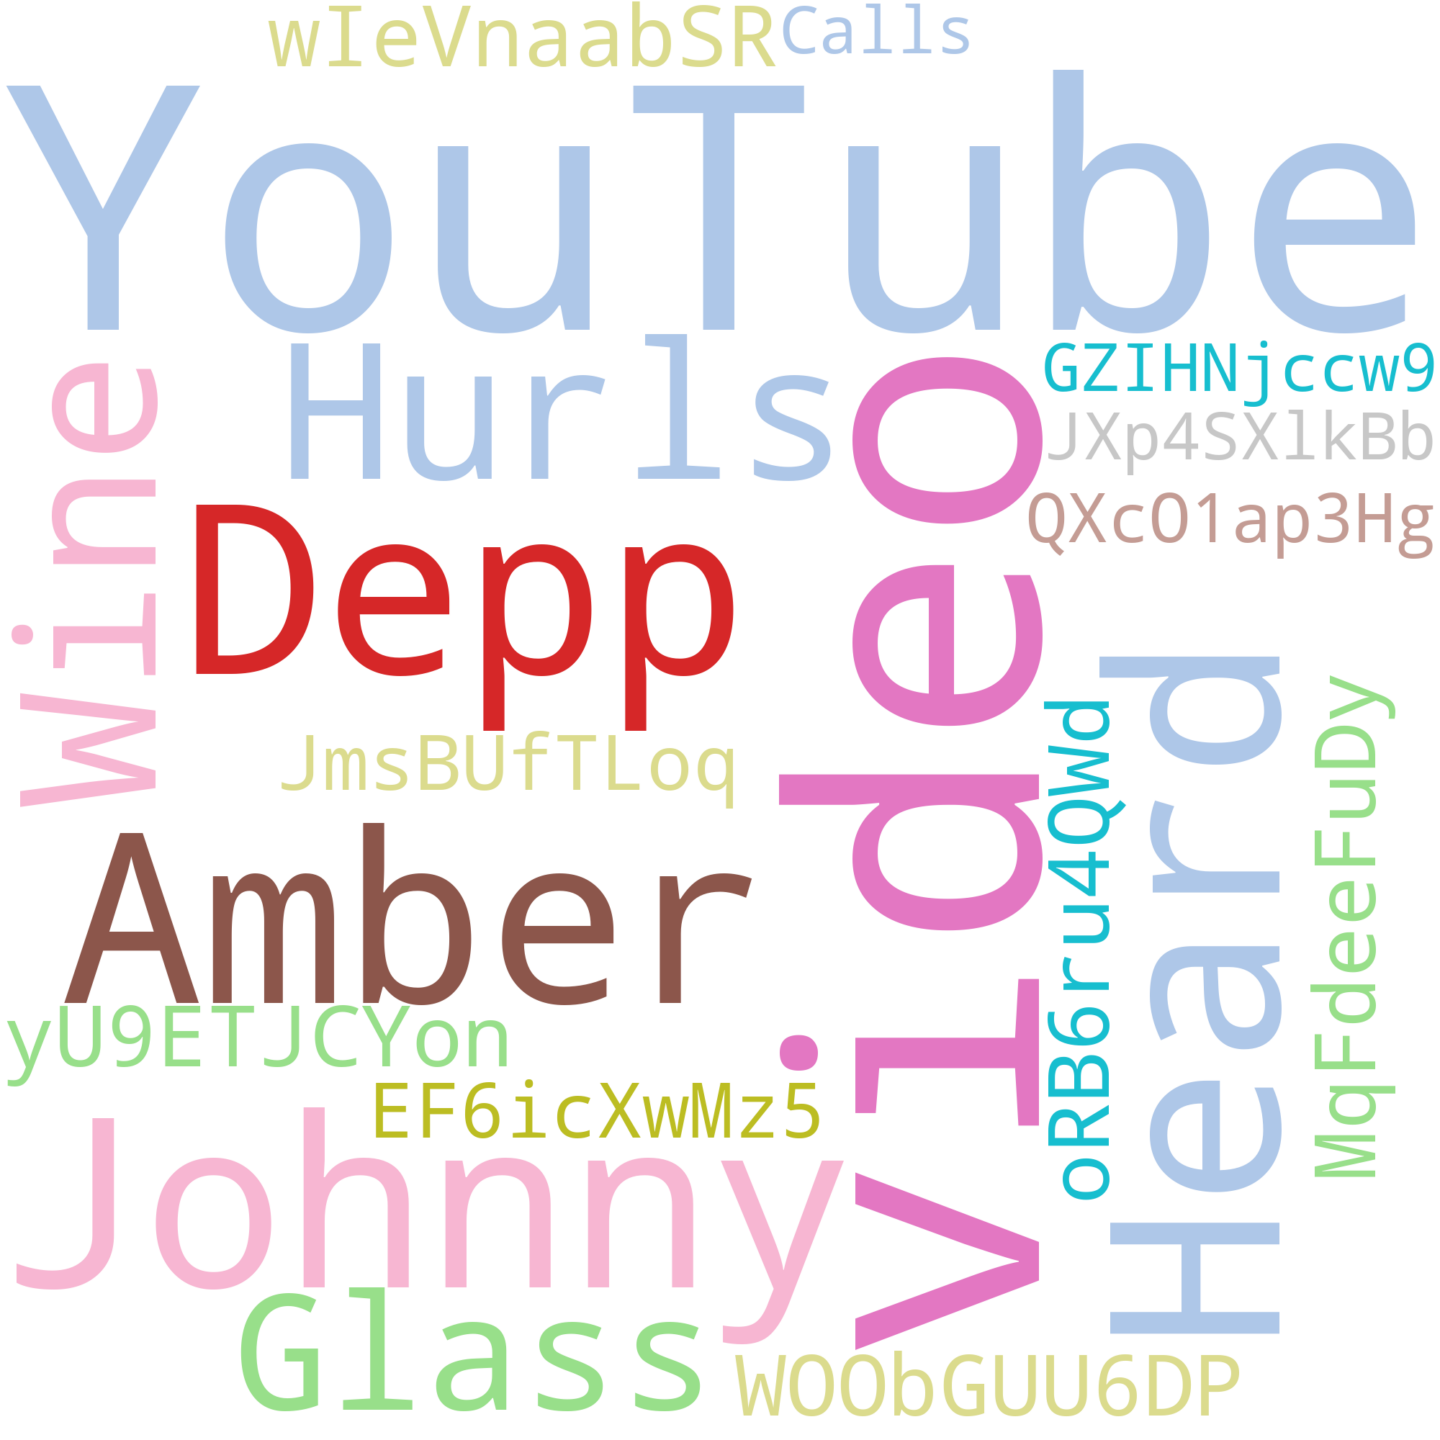 wIeVnaabSR
Calls
YouTube
Hurls
GZIHNjccw9
JXp4SXlkBb
QXcO1ap3Hg
Wine
Depp
video
JmsBUfTLoq
oRB6ru4QWd
Heard
MqFdeeFuDy
Amber
yU9ETJCYon
EF6icXwMz5
Johnny
Glass
WOObGUU6DP